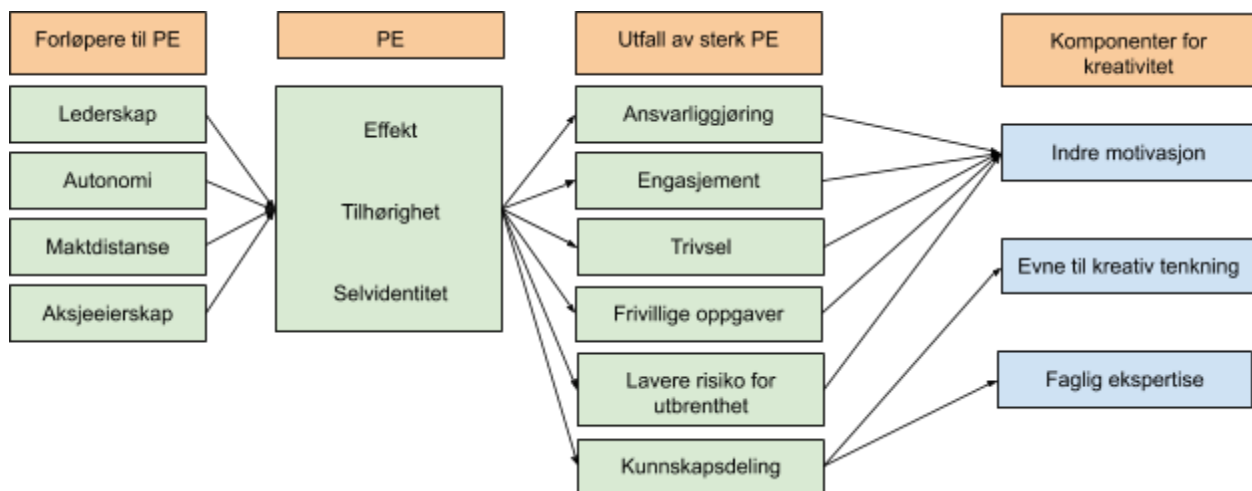 Forløpere til PE
Lederskap
Autonomi
Maktdistanse
Aksjeeierskap
PE
Effekt
Tilhørighet
Selvidentitet
Utfall av sterk PE
Ansvarliggjøring
Engasjement
Trivsel
Frivillige oppgaver
Lavere risiko for
utbrenthet
Kunnskapsdeling
Komponenter for
kreativitet
Indre motivasjon
Evne til kreativ tenkning
Faglig ekspertise